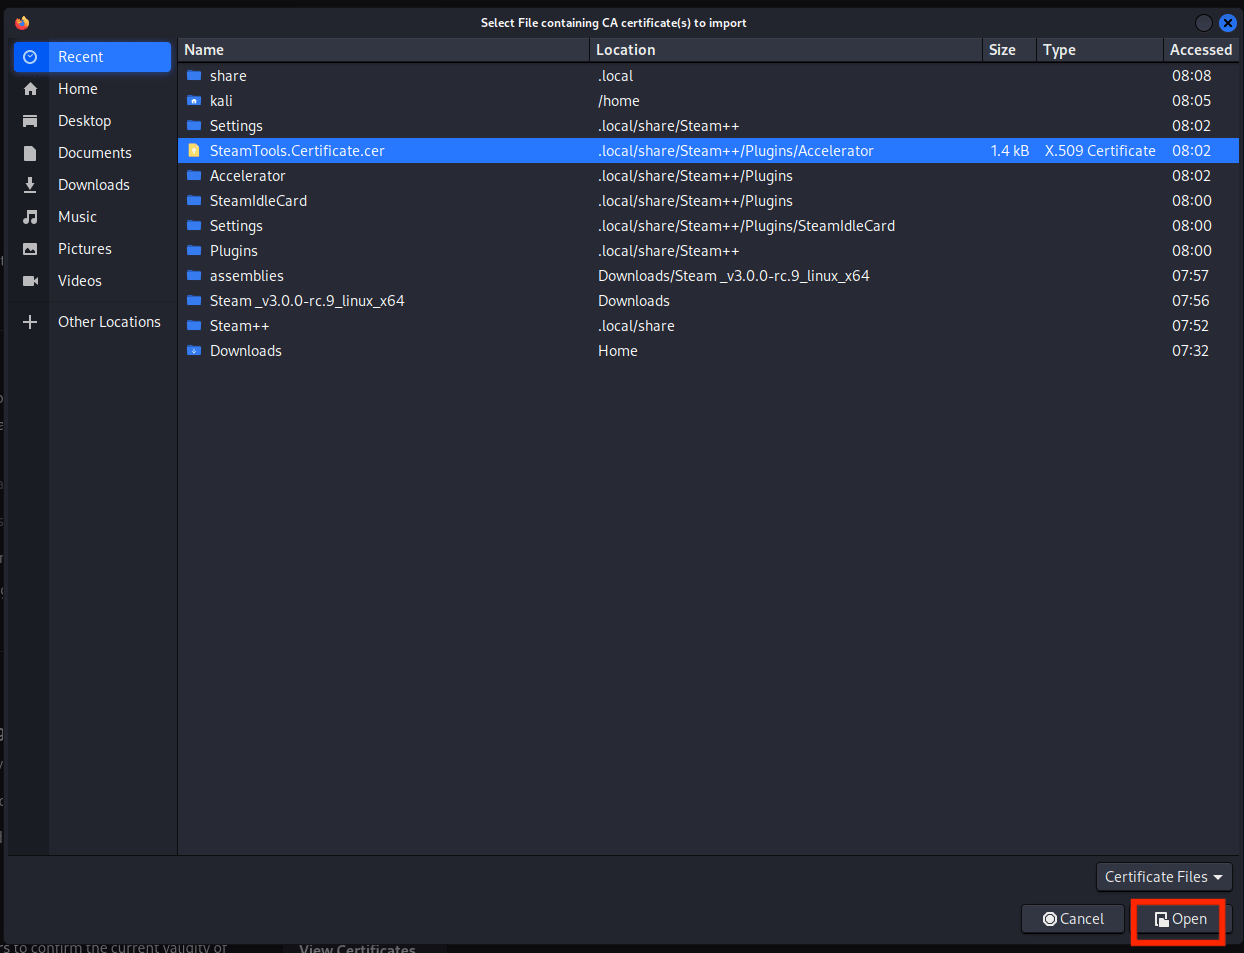 Select File containing CA certificate(s) to import
Recent
Home
Desktop
Documents
Downloads
Music
Pictures
Videos
Other Locations
Name Location Size Type Accessed
share .local 08:08
kali /home 08:05
Settings .local/share/Steam++ 08:02
SteamTools.Certificate.cer .local/share/Steam++/Plugins/Accelerator 1.4 kB X.509 Certificate 08:02
Accelerator .local/share/Steam++/Plugins 08:02
SteamIdleCard .local/share/Steam++/Plugins 08:00
Settings .local/share/Steam++/Plugins/SteamIdleCard 08:00
Plugins .local/share/Steam++ 08:00
assemblies Downloads/Steam _v3.0.0-rc.9_linux_x64 07:57
Steam _v3.0.0-rc.9_linux_x64 Downloads 07:56
Steam++ .local/share 07:52
Downloads Home 07:32
Certificate Files
Cancel Open
rs to confirm the current validity of View Certificates